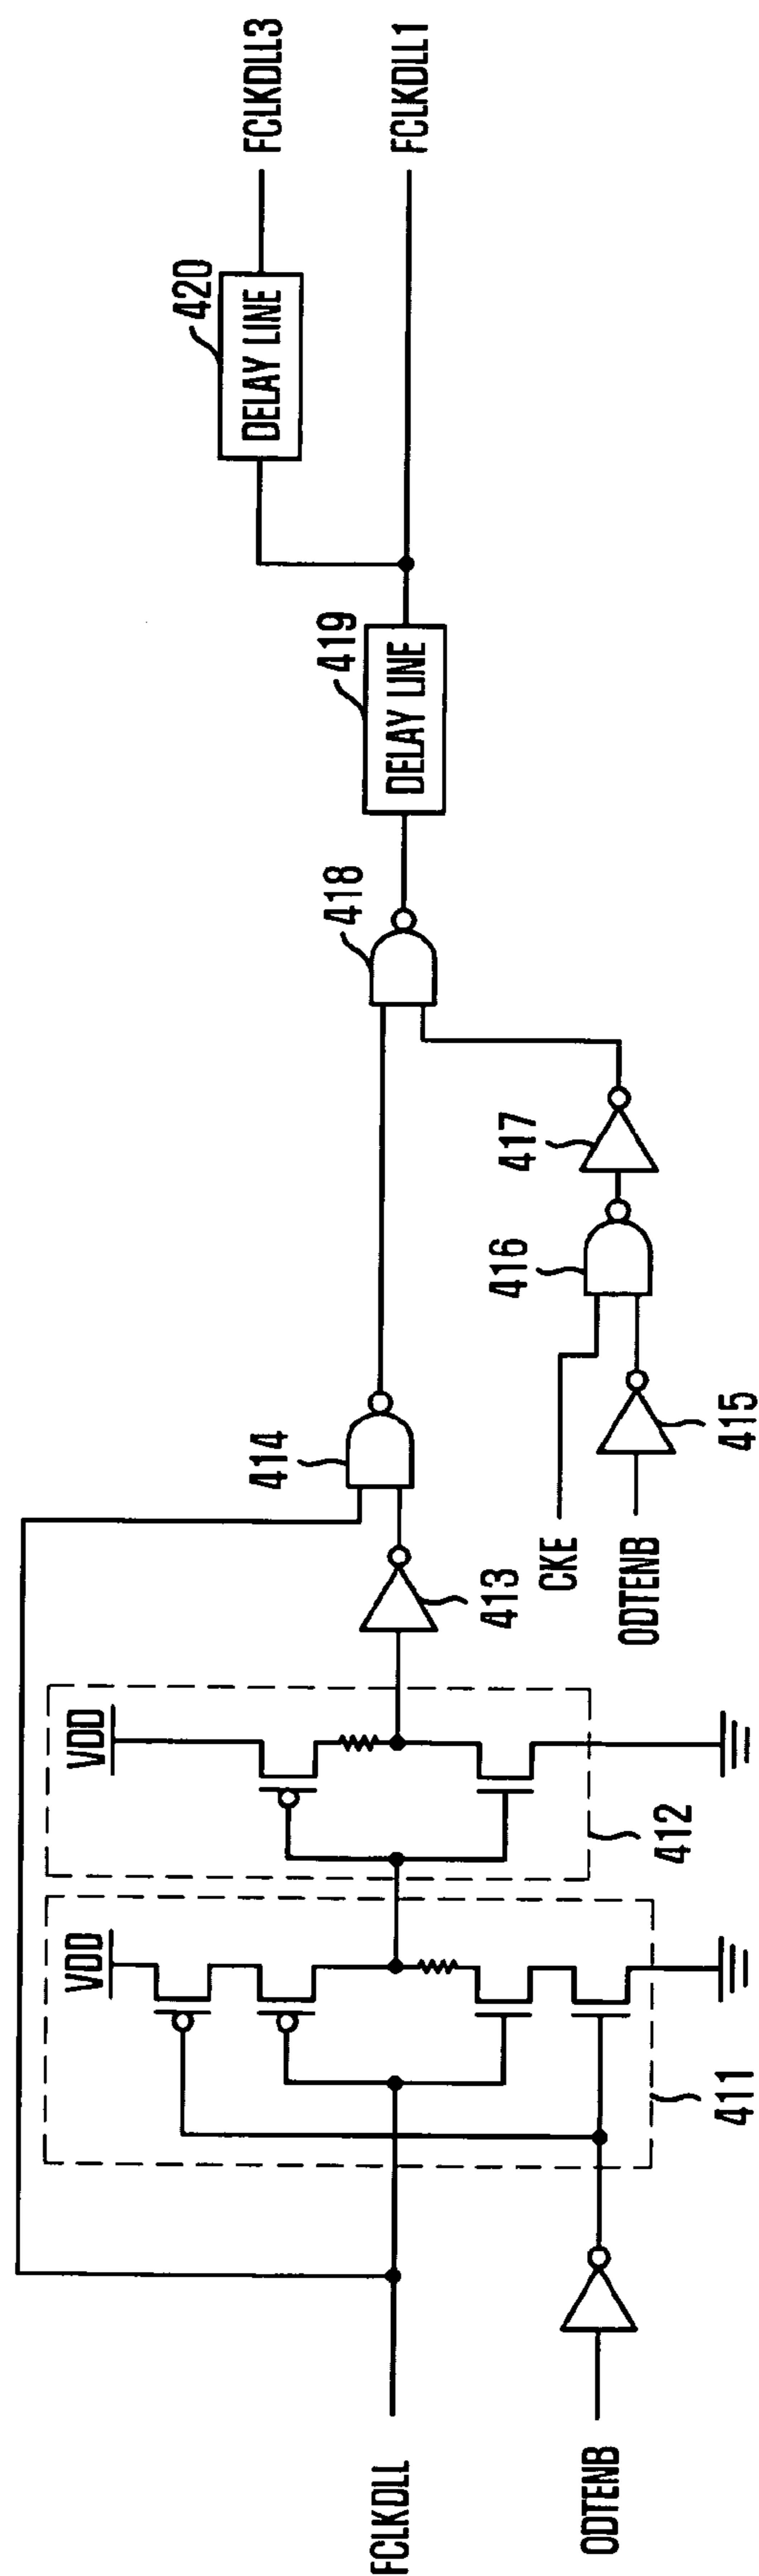 FCLKDLL
ODTENB
411
VDD
412
VDD
413
414
CKE
ODTENB
415
416
417
418
419
DELAY LINE
420
DELAY LINE
FCLKDLL3
FCLKDLL1